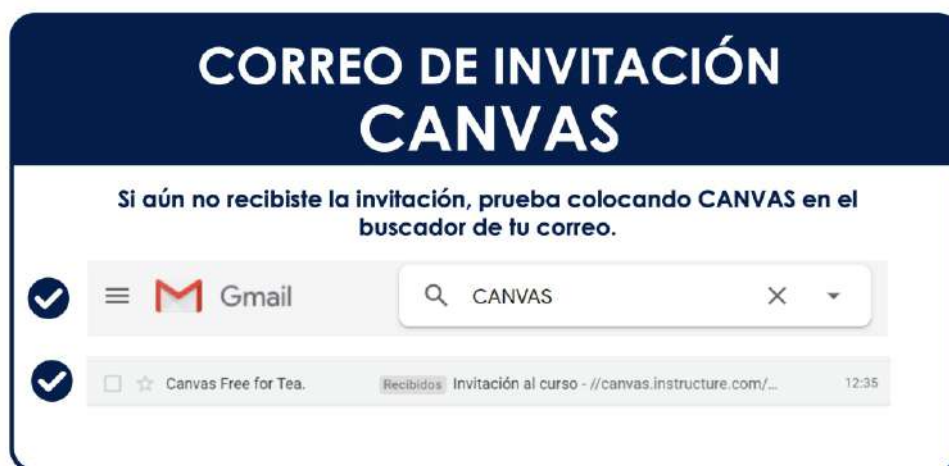 CORREO DE INVITACIÓN
CANVAS
Si aún no recibiste la invitación, prueba colocando CANVAS en el
buscador de tu correo.
Gmail CANVAS
Canvas Free for Tea. Recibidos Invitación al curso - //canvas.instructure.com/... 12:35